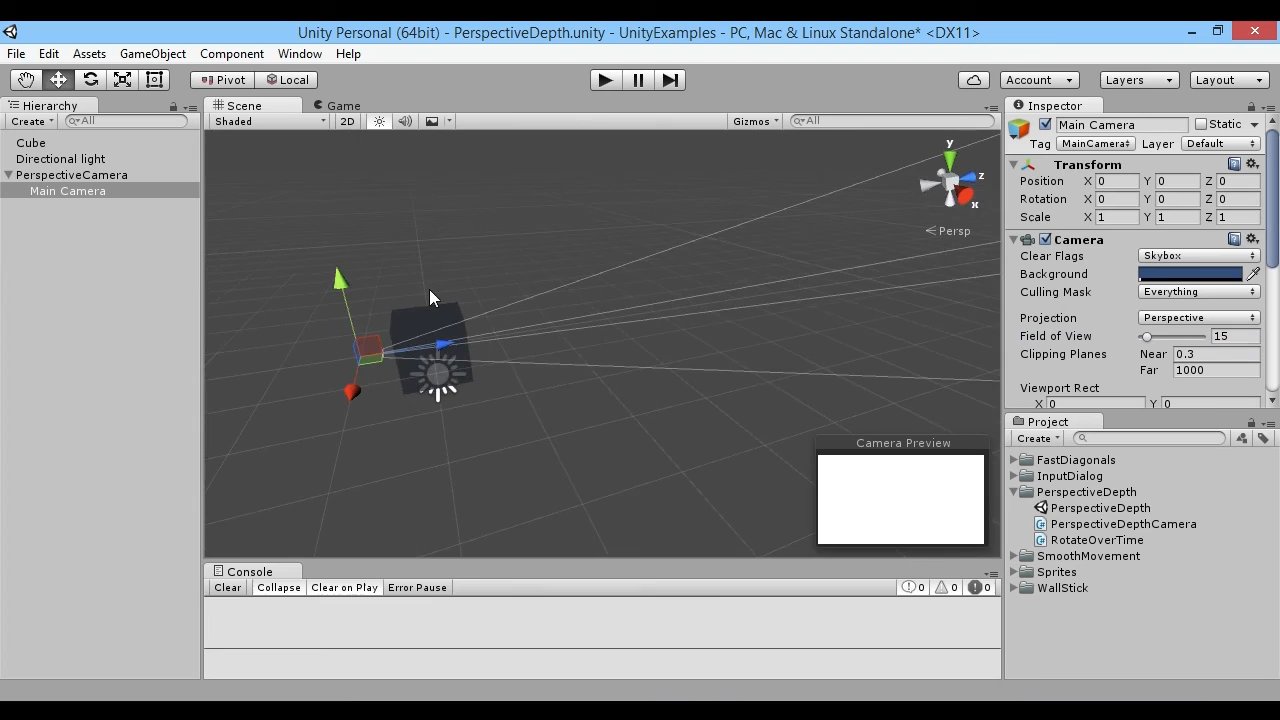 Unity Personal (64bit) - PerspectiveDepth.unity - UnityExamples - PC, Mac & Linux Standalone* <DX11>
File Edit Assets GameObject Component Window Help
Pivot Local Account Layers Layout
Hierarchy
Create All
Cube
Directional light
PerspectiveCamera
Main Camera
Scene Game
Shaded 2D Gizmos All
y
z
x
Persp
Camera Preview
Console
Clear Collapse Clear on Play Error Pause 0 0 0
Inspector
Main Camera Static
Tag MainCamera Layer Default
Transform
Position X 0 Y 0 Z 0
Rotation X 0 Y 0 Z 0
Scale X 1 Y 1 Z 1
Camera
Clear Flags Skybox
Background
Culling Mask Everything
Projection Perspective
Field of View 15
Clipping Planes Near 0.3
Far 1000
Viewport Rect
X 0 Y 0
Project
Create
FastDiagonals
InputDialog
PerspectiveDepth
PerspectiveDepth
PerspectiveDepthCamera
RotateOverTime
SmoothMovement
Sprites
WallStick